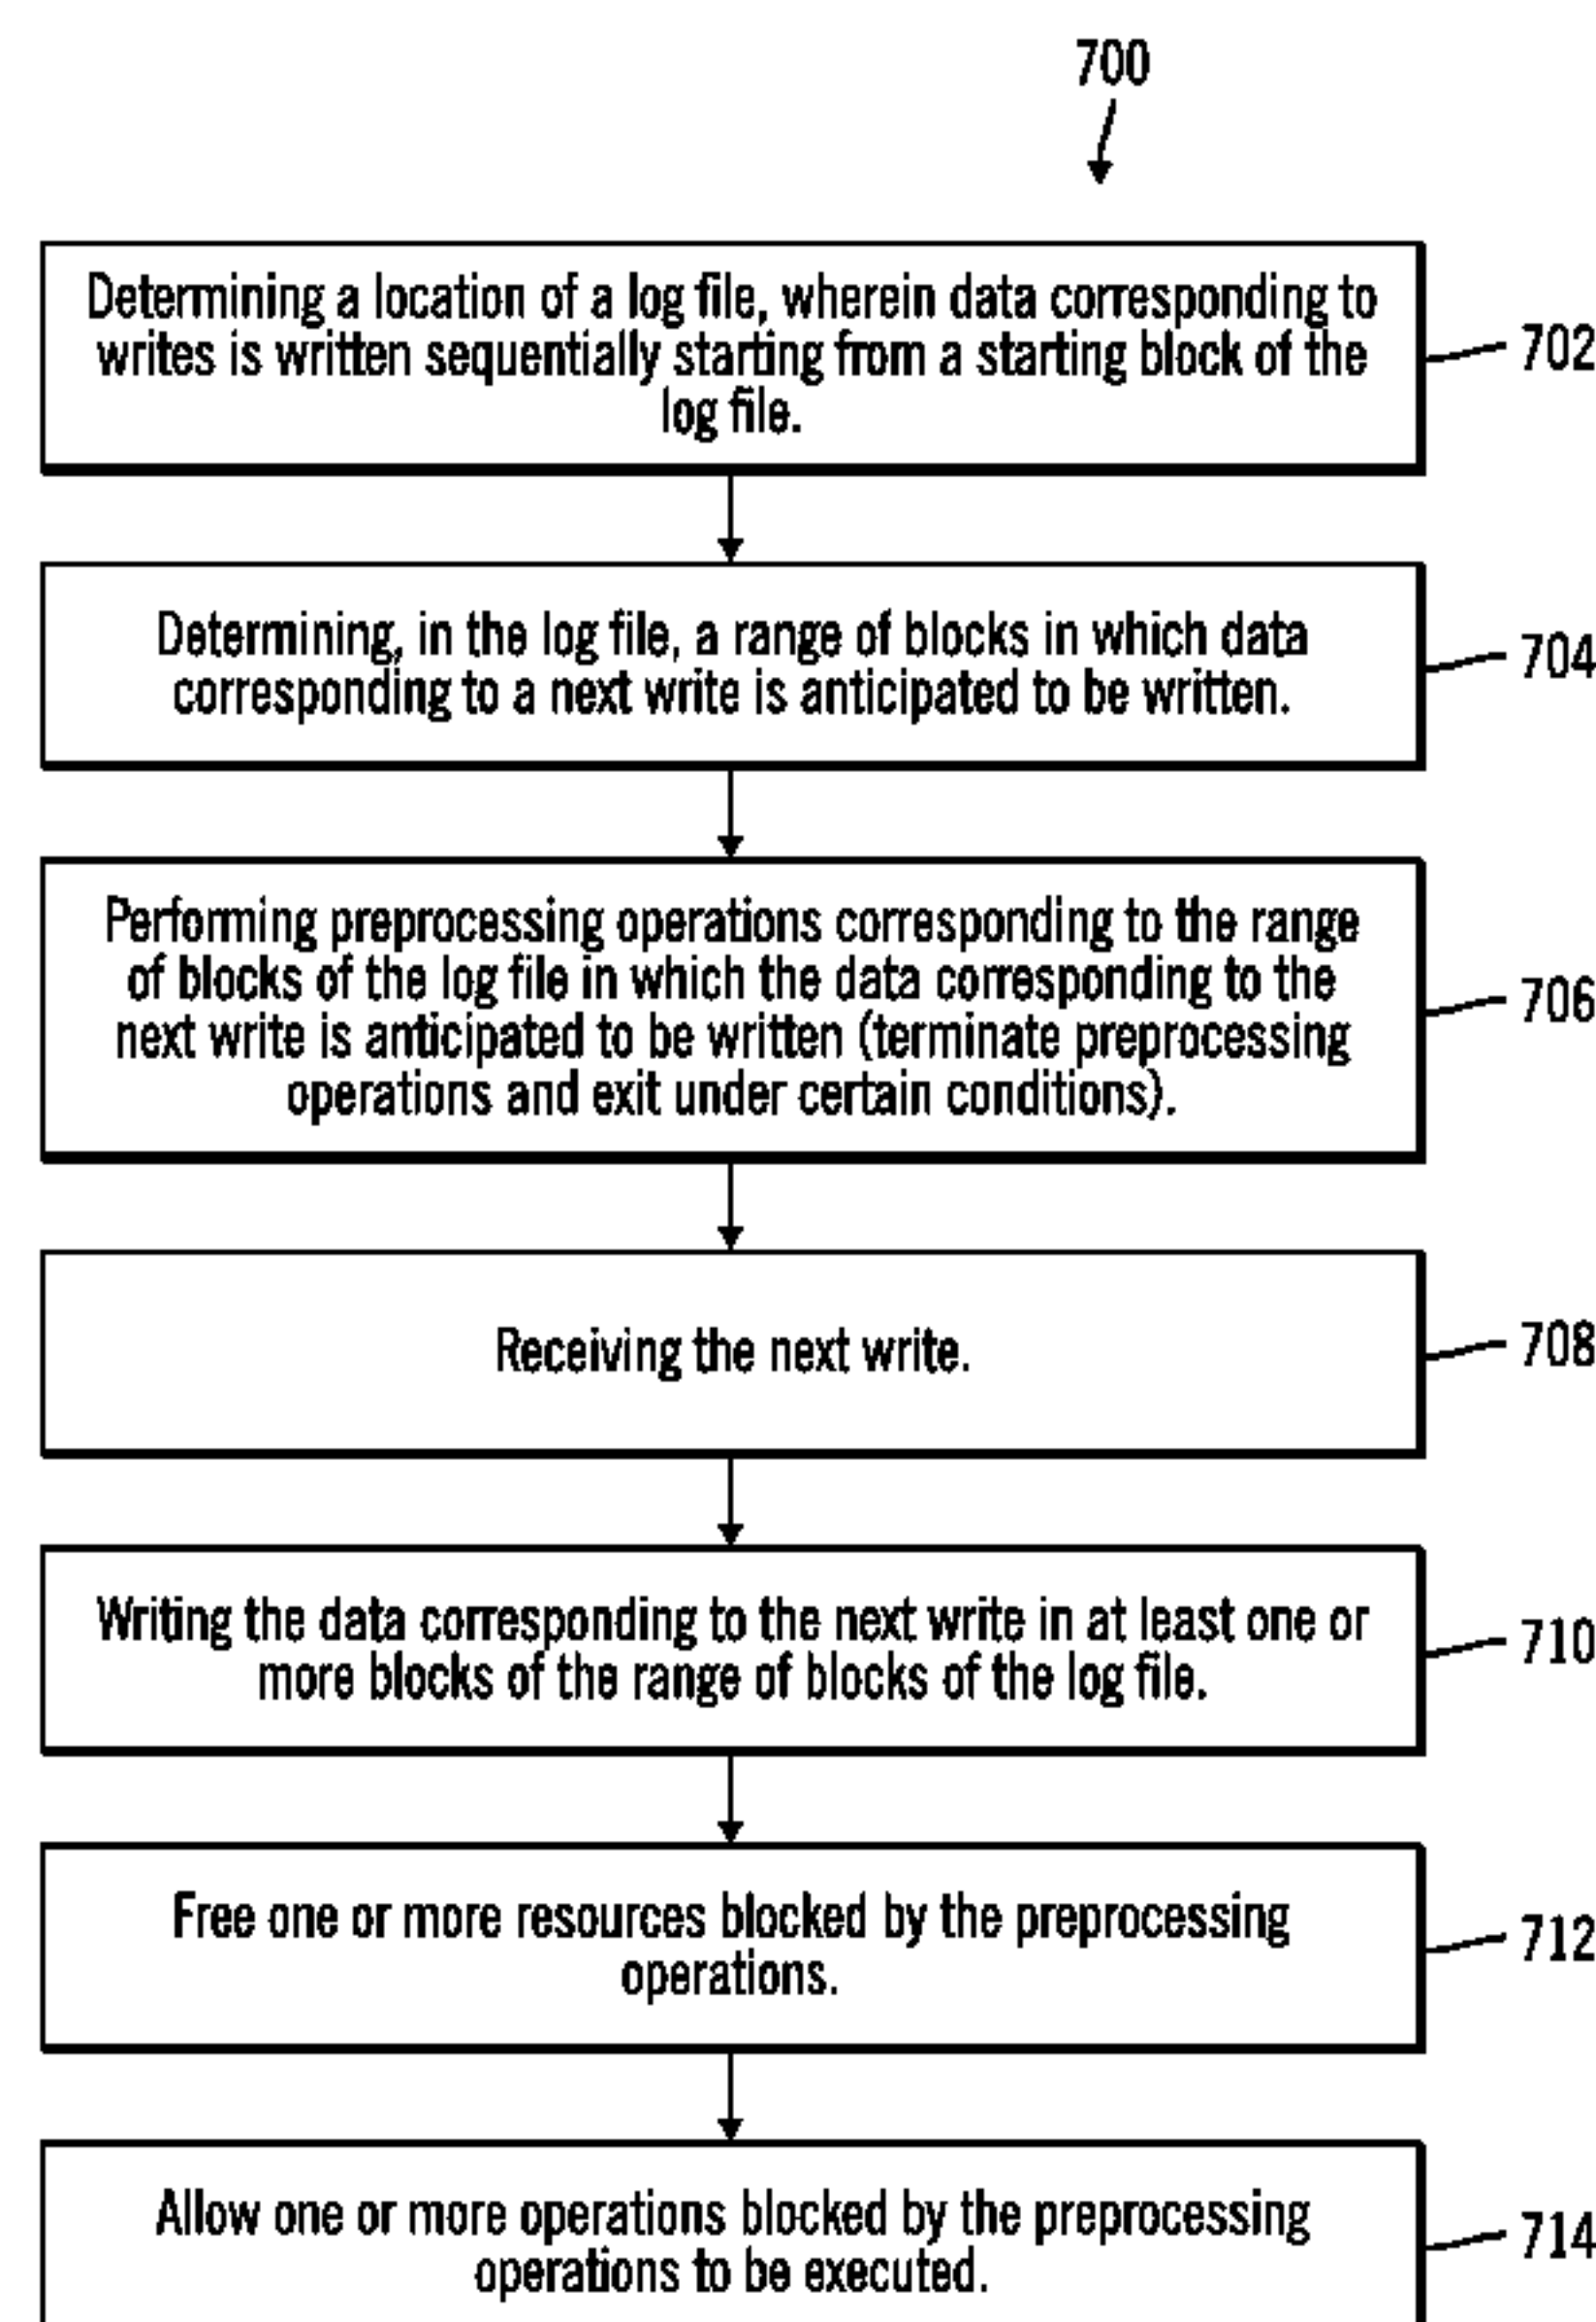 700
Determining a location of a log file, wherein data corresponding to
writes is written sequentially starting from a starting block of the
log file.
702
Determining, in the log file, a range of blocks in which data
corresponding to a next write is anticipated to be written.
704
Performing preprocessing operations corresponding to the range
of blocks of the log file in which the data corresponding to the
next write is anticipated to be written (terminate preprocessing
operations and exit under certain conditions).
706
Receiving the next write.
708
Writing the data corresponding to the next write in at least one or
more blocks of the range of blocks of the log file.
710
Free one or more resources blocked by the preprocessing
operations.
712
Allow one or more operations blocked by the preprocessing
operations to be executed.
714